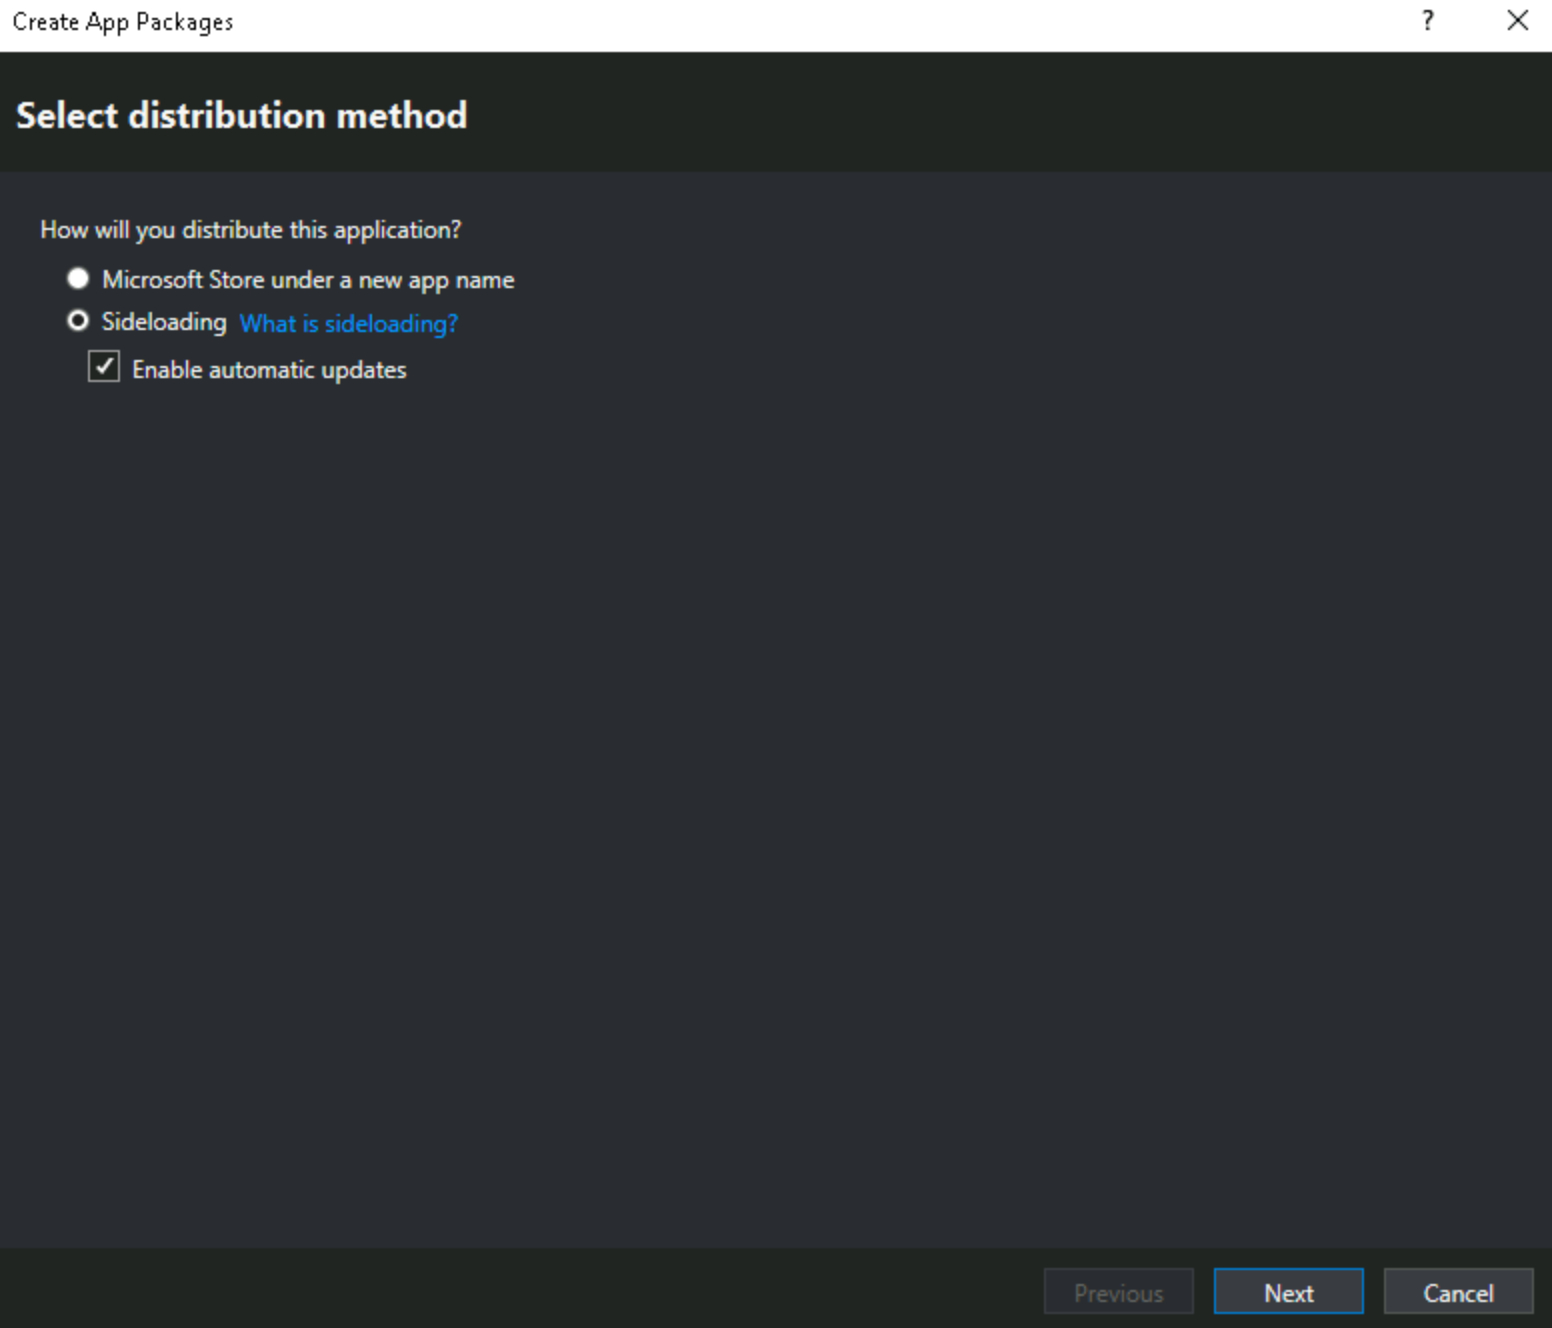 Create App Packages ?
Select distribution method
How will you distribute this application?
Microsoft Store under a new app name
Sideloading What is sideloading?
Enable automatic updates
Previous Next Cancel